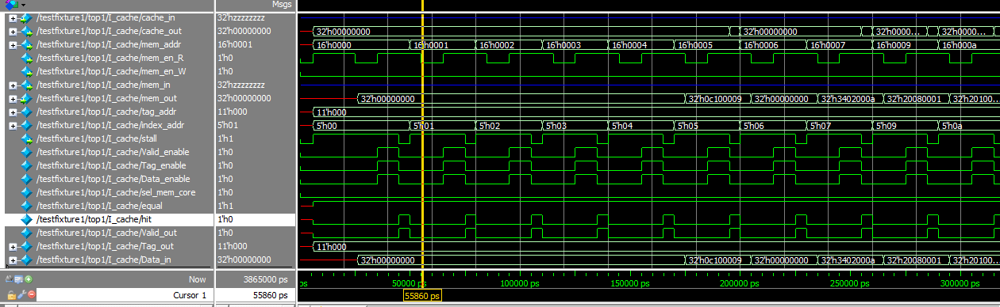 Msgs
/testfixture1/top1/I_cache/cache_in 32'hzzzzzzzz
/testfixture1/top1/I_cache/cache_out 32'h00000000 32'h00000000 32'h00000000 32'h0000... 32'h0000...
/testfixture1/top1/I_cache/mem_addr 16'h0001 16'h0000 16'h0001 16'h0002 16'h0003 16'h0004 16'h0005 16'h0006 16'h0007 16'h0009 16'h000a
/testfixture1/top1/I_cache/mem_en_R 1'h0
/testfixture1/top1/I_cache/mem_en_W 1'h0
/testfixture1/top1/I_cache/mem_in 32'hzzzzzzzz
/testfixture1/top1/I_cache/mem_out 32'h00000000 32'h00000000 32'h0c100009 32'h00000000 32'h3402000a 32'h20080001 32'h20100...
/testfixture1/top1/I_cache/tag_addr 11'h000 11'h000
/testfixture1/top1/I_cache/index_addr 5'h01 5'h00 5'h01 5'h02 5'h03 5'h04 5'h05 5'h06 5'h07 5'h09 5'h0a
/testfixture1/top1/I_cache/stall 1'h1
/testfixture1/top1/I_cache/Valid_enable 1'h0
/testfixture1/top1/I_cache/Tag_enable 1'h0
/testfixture1/top1/I_cache/Data_enable 1'h0
/testfixture1/top1/I_cache/sel_mem_core 1'h0
/testfixture1/top1/I_cache/equal 1'h1
/testfixture1/top1/I_cache/hit 1'h0
/testfixture1/top1/I_cache/Valid_out 1'h0
/testfixture1/top1/I_cache/Tag_out 11'h000 11'h000
/testfixture1/top1/I_cache/Data_in 32'h00000000 32'h00000000 32'h0c100009 32'h00000000 32'h3402000a 32'h20080001 32'h20100...
Now 3865000 ps ps 50000 ps 100000 ps 150000 ps 200000 ps 250000 ps 300000 ps
Cursor 1 55860 ps 55860 ps